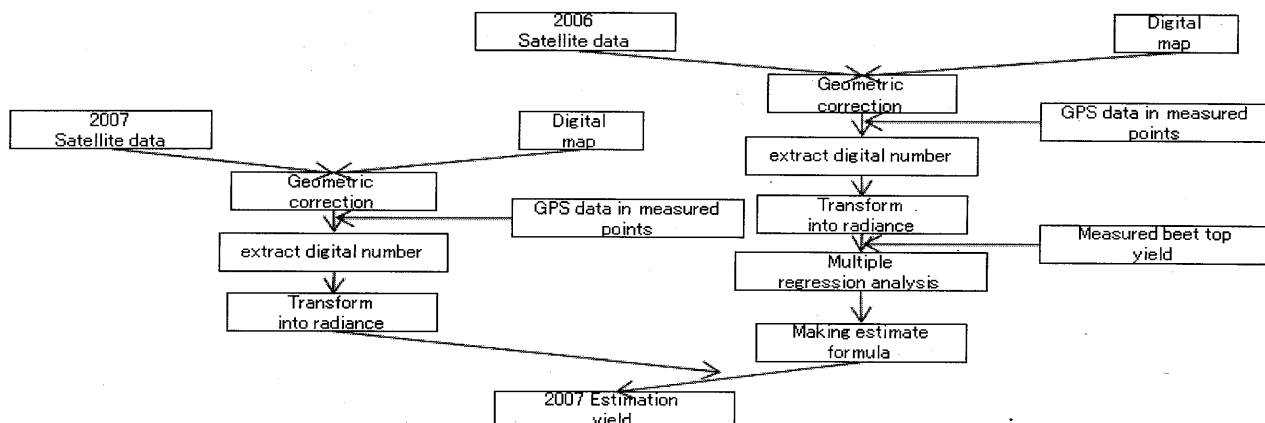 2006
Satellite data
Digital
map
Geometric
correction
GPS data in measured
points
extract digital number
Transform
into radiance
Measured beet top
yield
Multiple
regression analysis
Making estimate
formula
2007
Satellite data
Digital
map
Geometric
correction
GPS data in measured
points
extract digital number
Transform
into radiance
2007 Estimation
yield